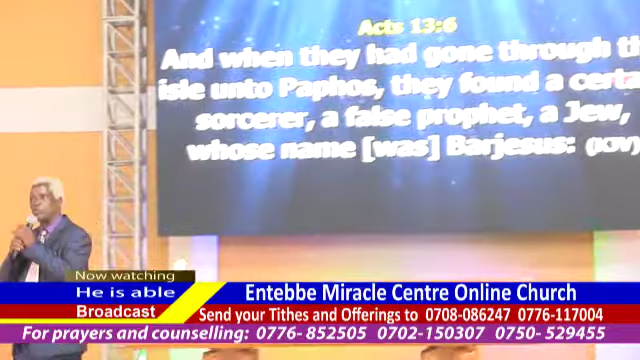 Acts 13:6
And when they had gone through th
isle unto Paphos, they found a certa
sorcerer, a false prophet, a Jew,
whose name [was] Barjesus: (KJV)
Now watching
He is able
Broadcast
Entebbe Miracle Centre Online Church
Send your Tithes and Offerings to 0708-086247 0776-117004
For prayers and counselling: 0776- 852505 0702-150307 0750- 529455